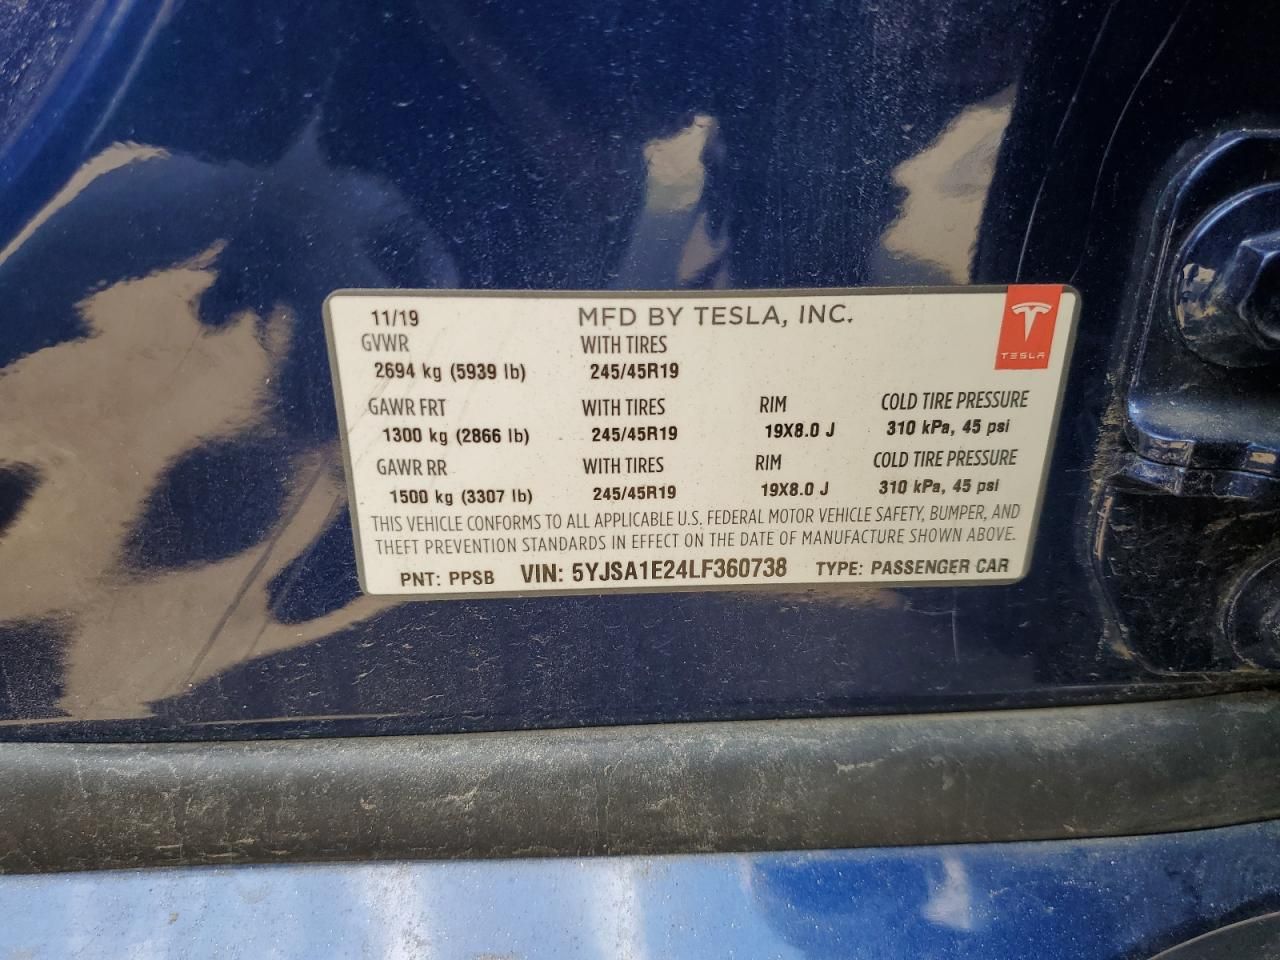 11/19 MFD BY TESLA, INC.
TESLA
GVWR WITH TIRES
2694 kg (5939 lb) 245/45R19
GAWR FRT WITH TIRES RIM COLD TIRE PRESSURE
1300 kg (2866 lb) 245/45R19 19X8.0 J 310 kPa, 45 psi
GAWR RR WITH TIRES RIM COLD TIRE PRESSURE
1500 kg (3307 lb) 245/45R19 19X8.0 J 310 kPa, 45 psi
THIS VEHICLE CONFORMS TO ALL APPLICABLE U.S. FEDERAL MOTOR VEHICLE SAFETY, BUMPER, AND
THEFT PREVENTION STANDARDS IN EFFECT ON THE DATE OF MANUFACTURE SHOWN ABOVE.
PNT: PPSB VIN: 5YJSA1E24LF360738 TYPE: PASSENGER CAR